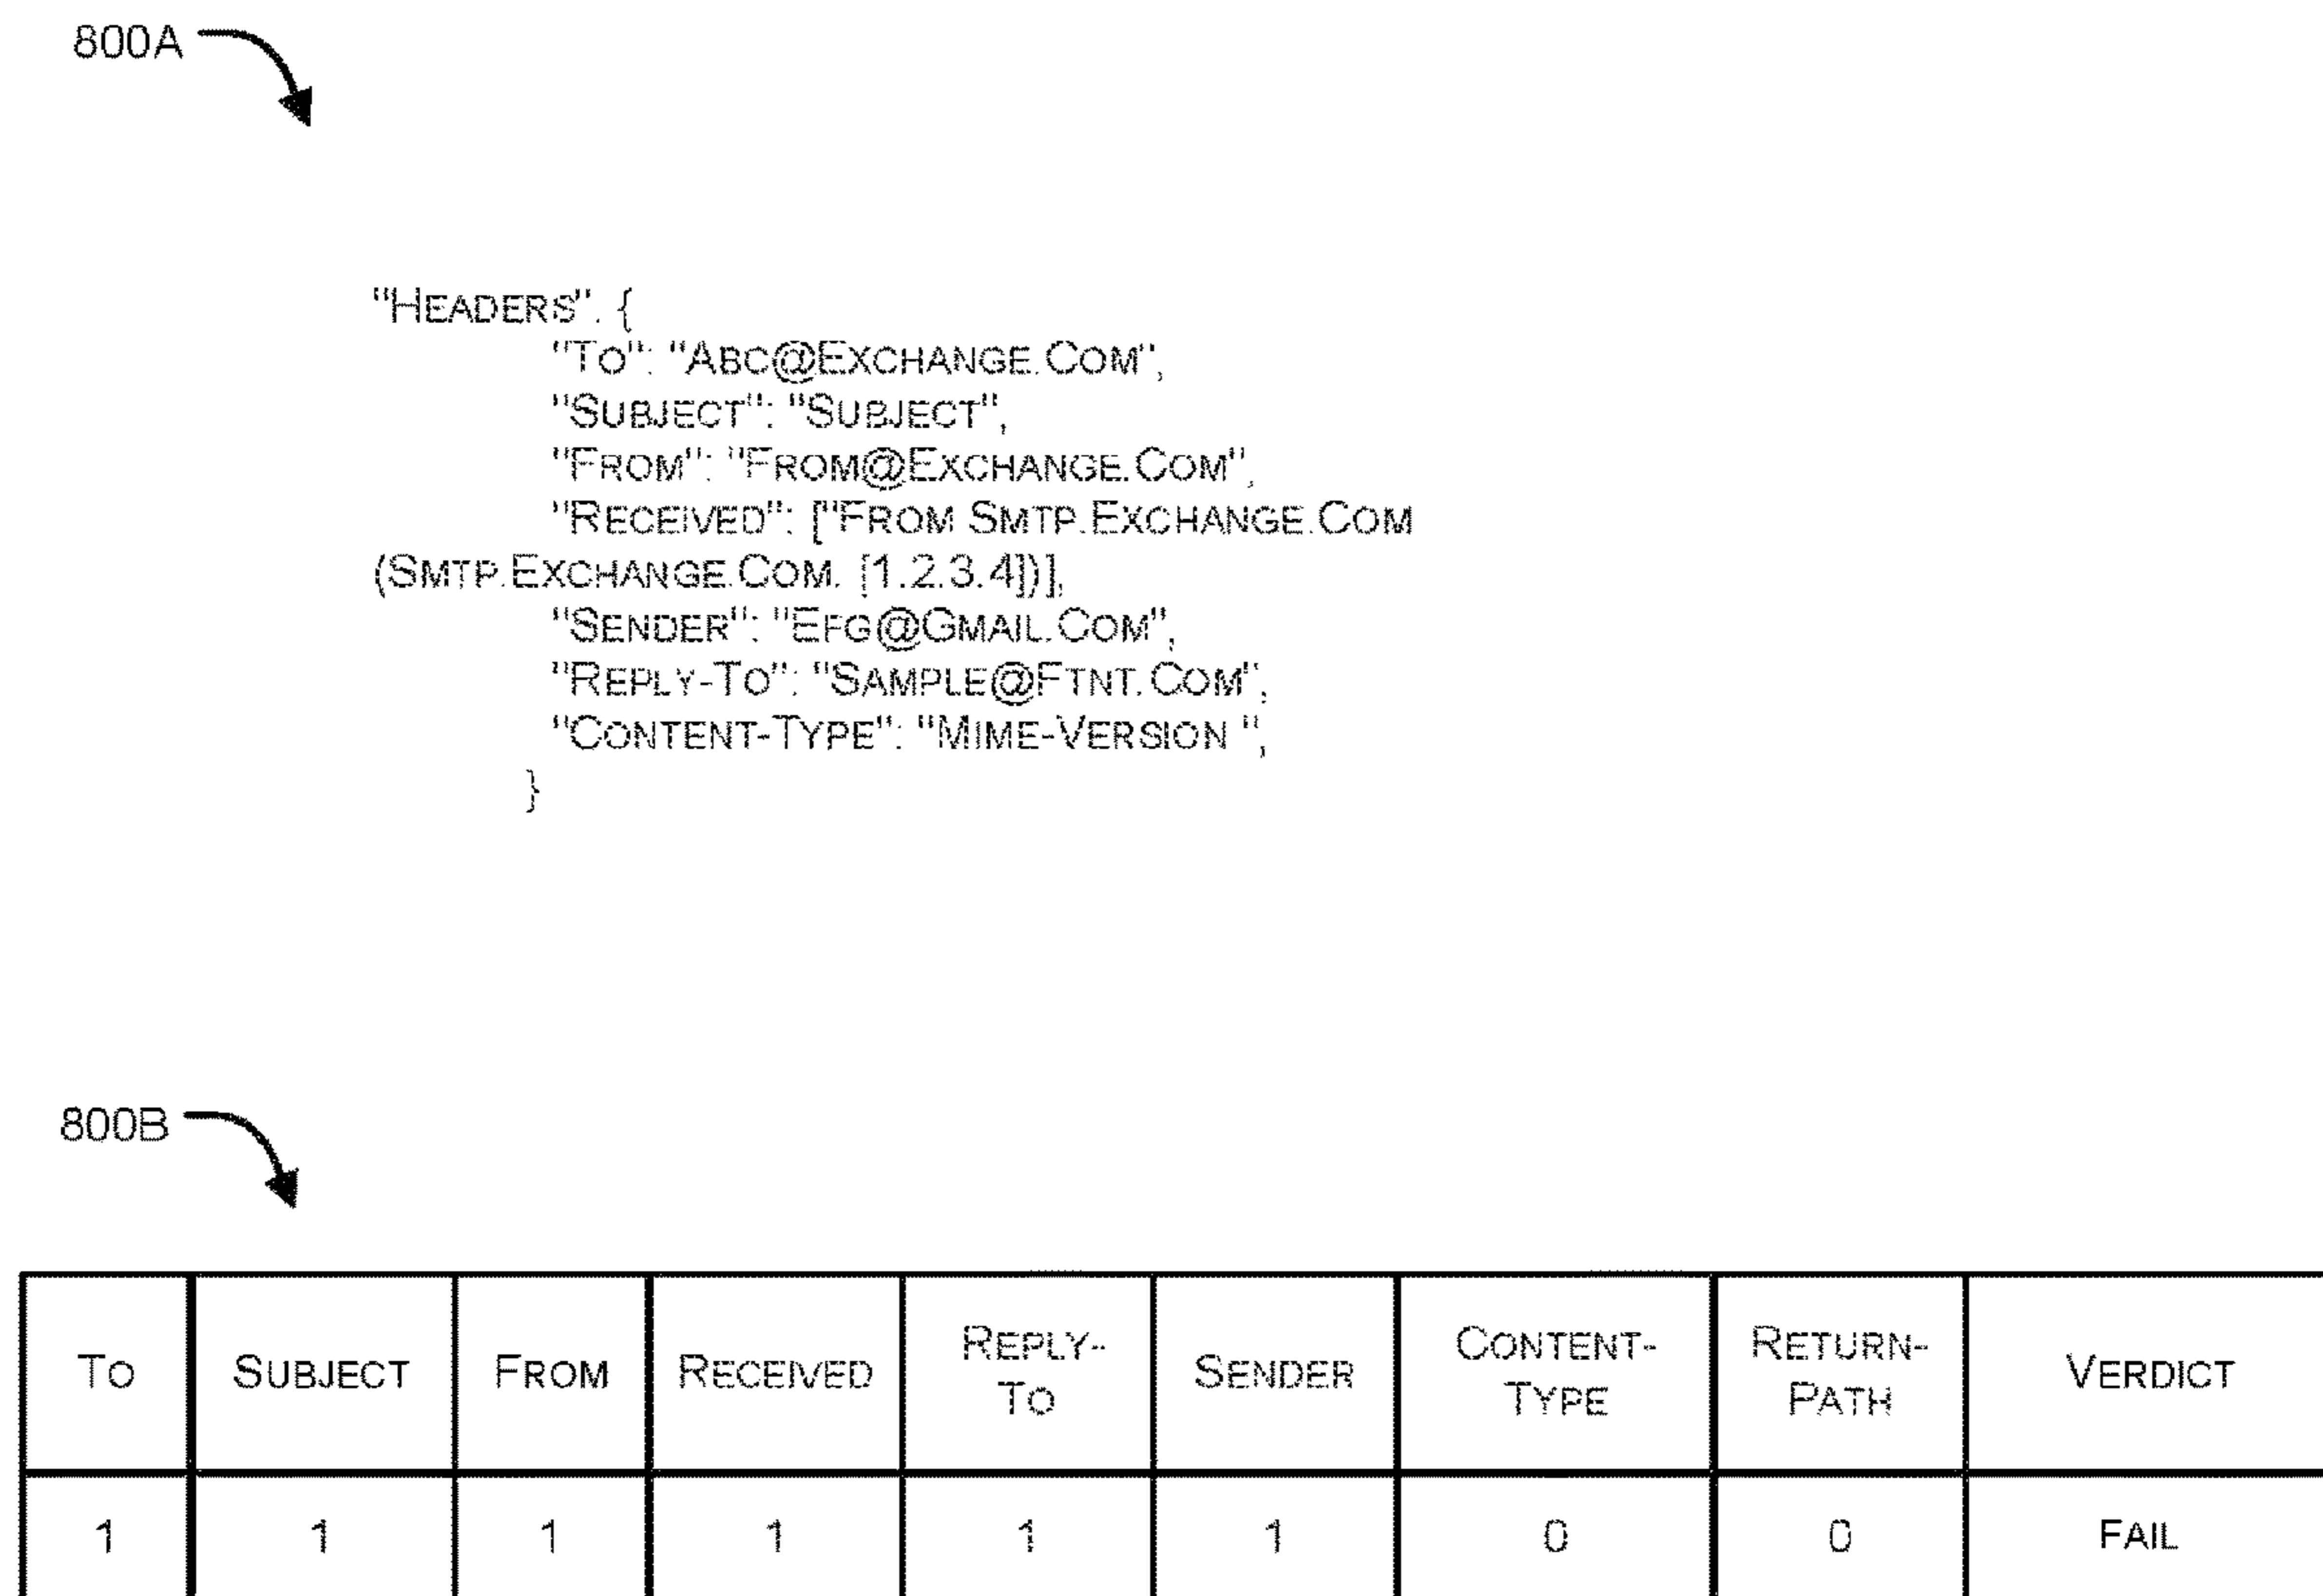 800A
"HEADERS": {
"TO": "ABC@EXCHANGE.COM",
"SUBJECT": "SUBJECT",
"FROM": "FROM@EXCHANGE.COM",
"RECEIVED": ["FROM SMTP.EXCHANGE.COM
(SMTP.EXCHANGE.COM. [1.2.3.4])],
"SENDER": "EFG@GMAIL.COM",
"REPLY-TO": "SAMPLE@FTNT.COM",
"CONTENT-TYPE": "MIME-VERSION ",
}
800B
TO SUBJECT FROM RECEIVED REPLY-TO SENDER CONTENT-TYPE RETURN-PATH VERDICT
1 1 1 1 1 1 0 0 FAIL